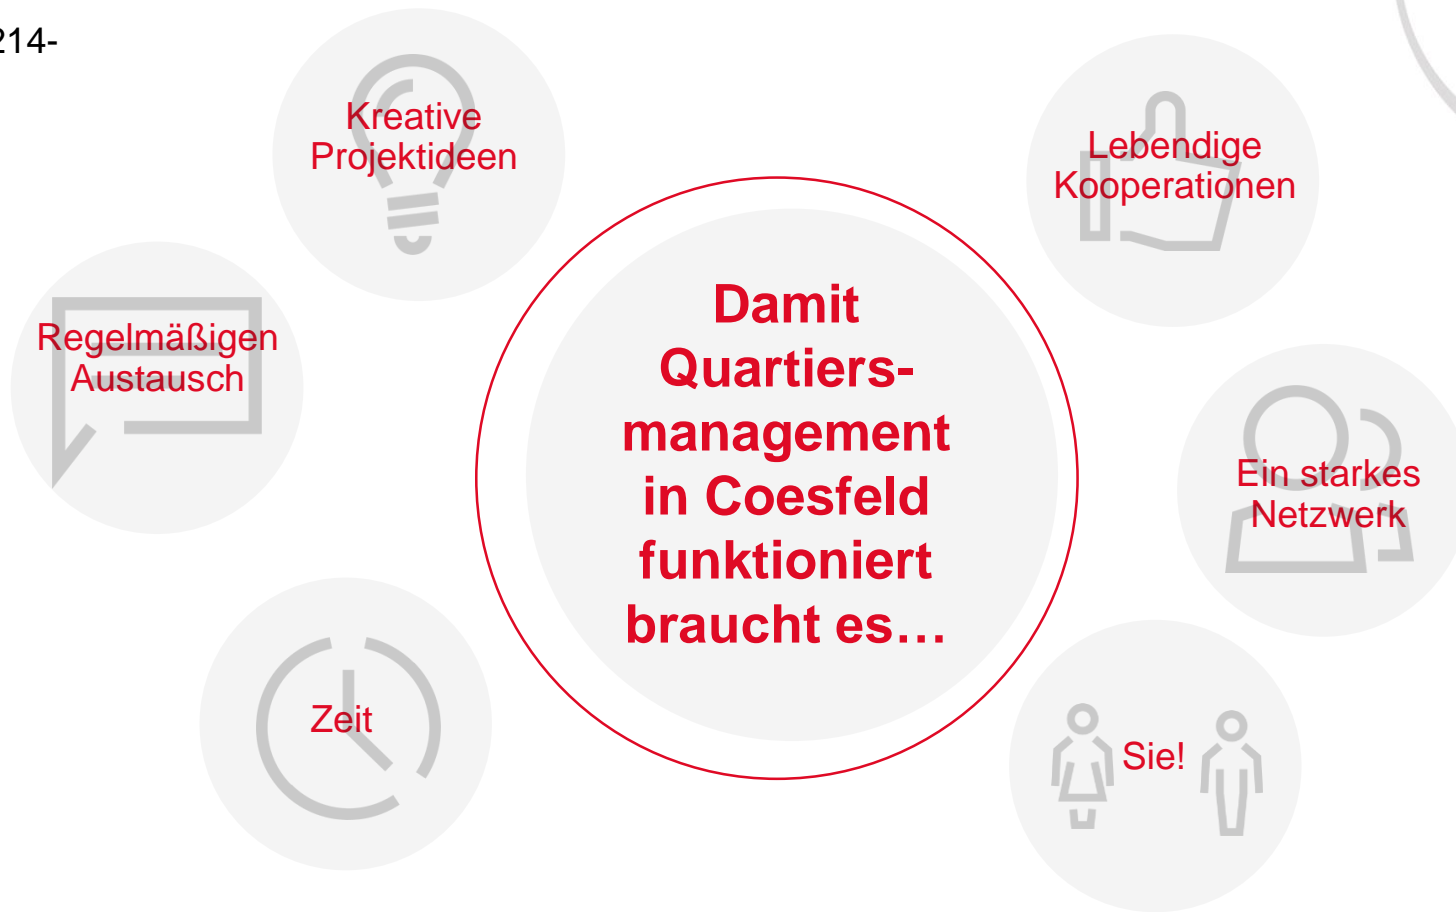 214-
Kreative
Projektideen
Lebendige
Kooperationen
Regelmäßigen
Austausch
Damit
Quartiers-
management
in Coesfeld
funktioniert
braucht es…
Ein starkes
Netzwerk
Zeit
Sie!